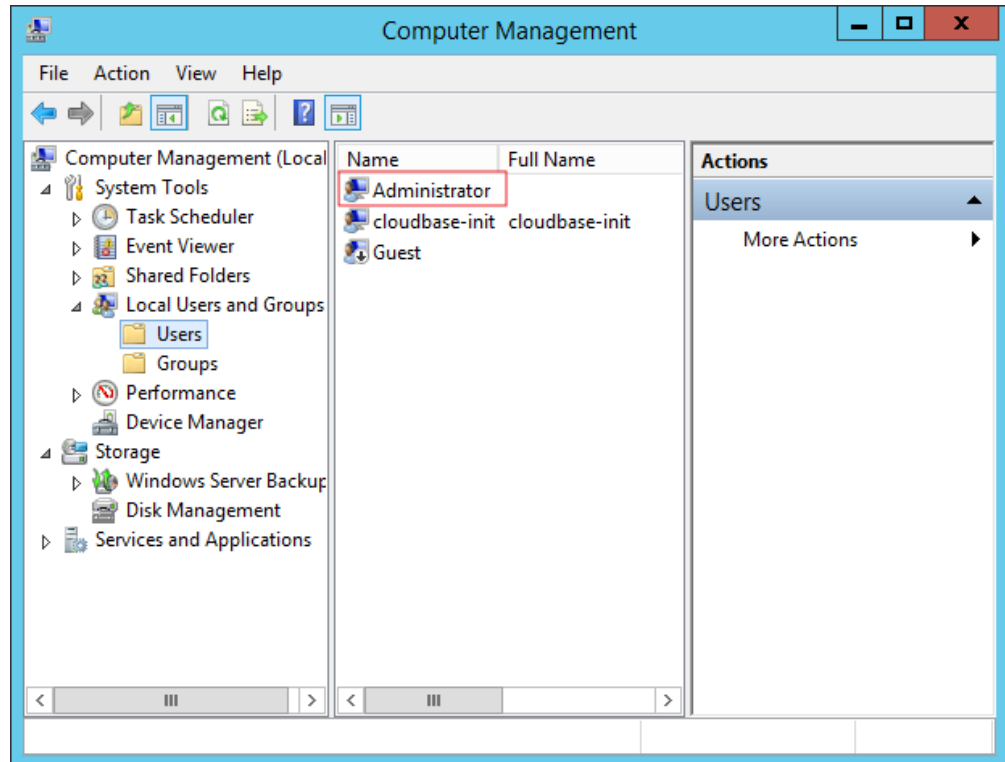 Computer Management
File Action View Help
Computer Management (Local
System Tools
Task Scheduler
Event Viewer
Shared Folders
Local Users and Groups
Users
Groups
Performance
Device Manager
Storage
Windows Server Backup
Disk Management
Services and Applications
Name Full Name
Administrator
cloudbase-init cloudbase-init
Guest
Actions
Users
More Actions